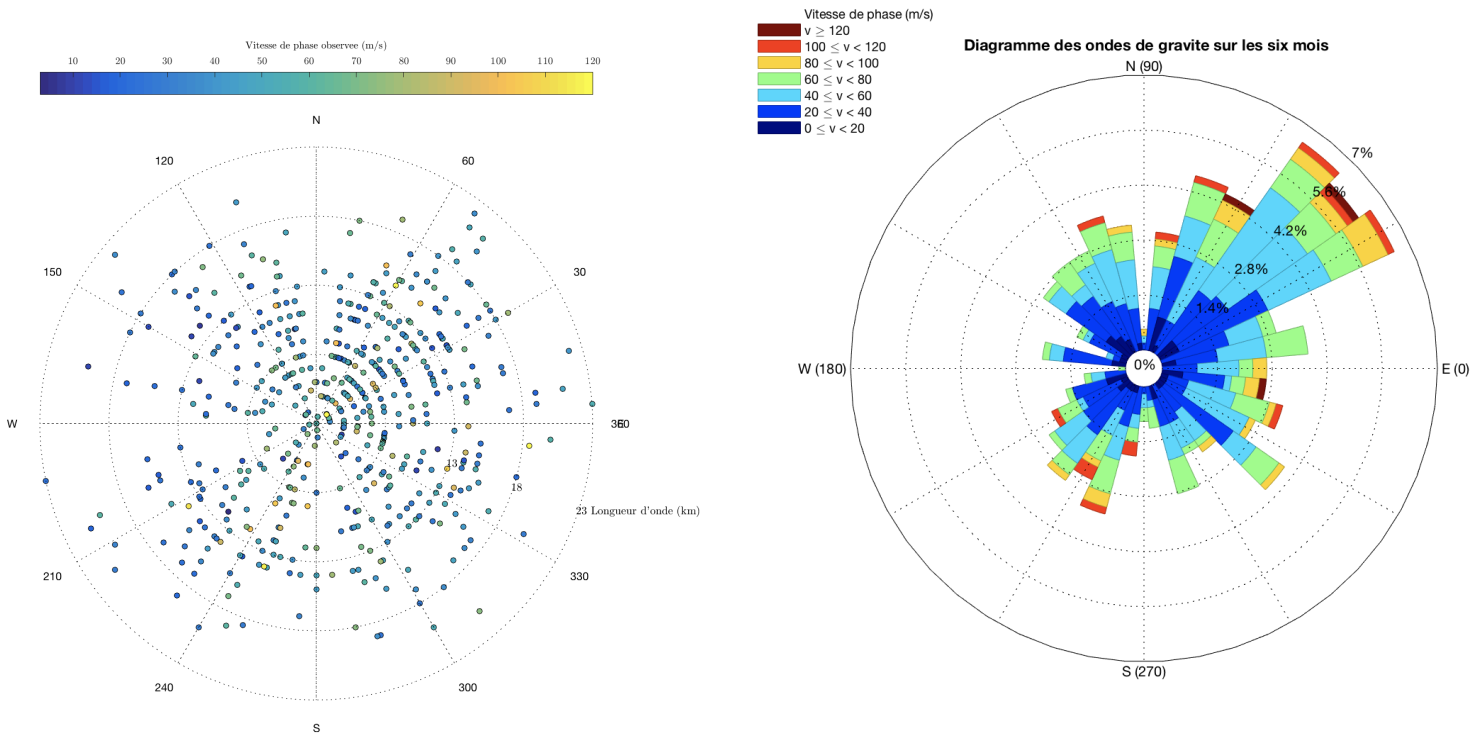 Vitesse de phase observee (m/s)
10 20 30 40 50 60 70 80 90 100 110 120
N
120 60
150 30
W E
13
18
23 Longueur d'onde (km)
210 330
240 300
S
Vitesse de phase (m/s)
v ≥ 120
100 ≤ v < 120
80 ≤ v < 100
60 ≤ v < 80
40 ≤ v < 60
20 ≤ v < 40
0 ≤ v < 20
Diagramme des ondes de gravite sur les six mois
N (90)
7%
5.6%
4.2%
2.8%
1.4%
0%
W (180) E (0)
S (270)